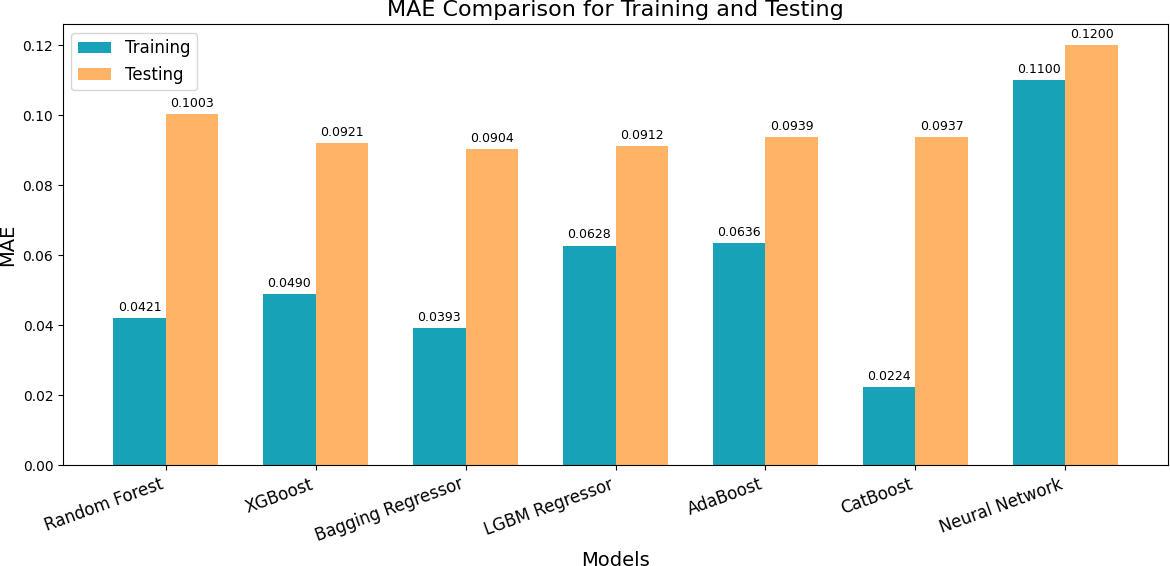 MAE Comparison for Training and Testing
MAE
0.12
0.10
0.08
0.06
0.04
0.02
0.00
Training
Testing
0.0421
0.1003
0.0490
0.0921
0.0393
0.0904
0.0628
0.0912
0.0636
0.0939
0.0224
0.0937
0.1100
0.1200
Random Forest
XGBoost
Bagging Regressor
LGBM Regressor
AdaBoost
CatBoost
Neural Network
Models